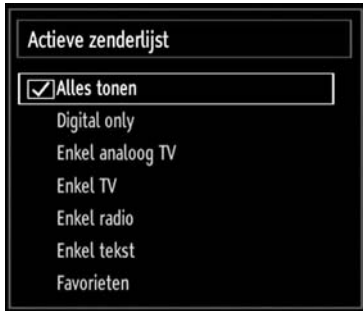 Actieve zenderlijst
Alles tonen
Digital only
Enkel analoog TV
Enkel TV
Enkel radio
Enkel tekst
Favorieten